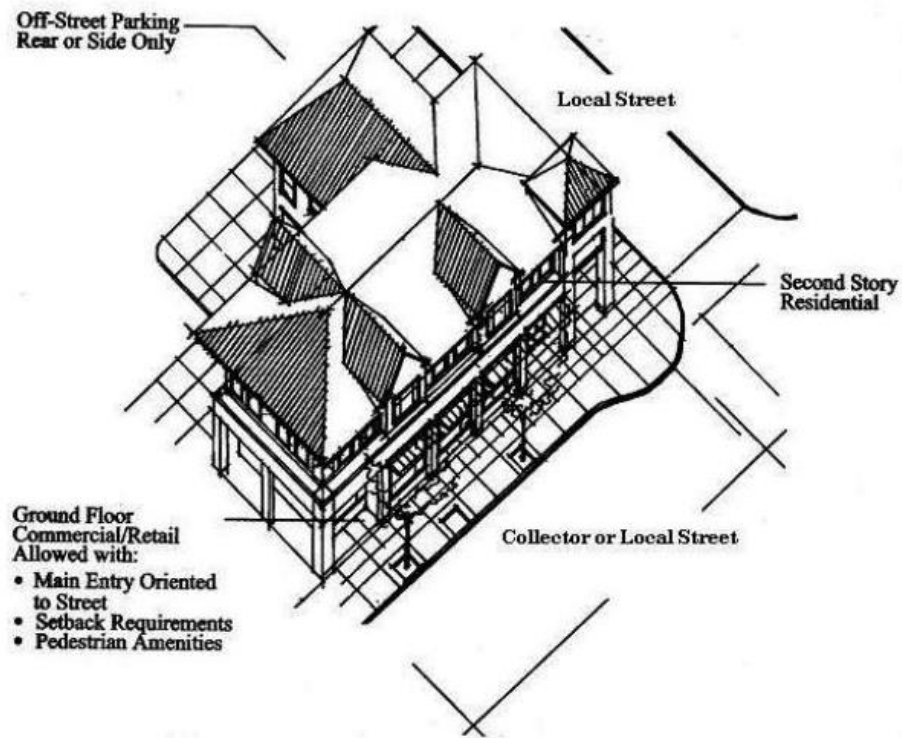 Off-Street Parking
Rear or Side Only
Local Street
Second Story
Residential
Ground Floor
Commercial/Retail
Allowed with:
• Main Entry Oriented
to Street
• Setback Requirements
• Pedestrian Amenities
Collector or Local Street